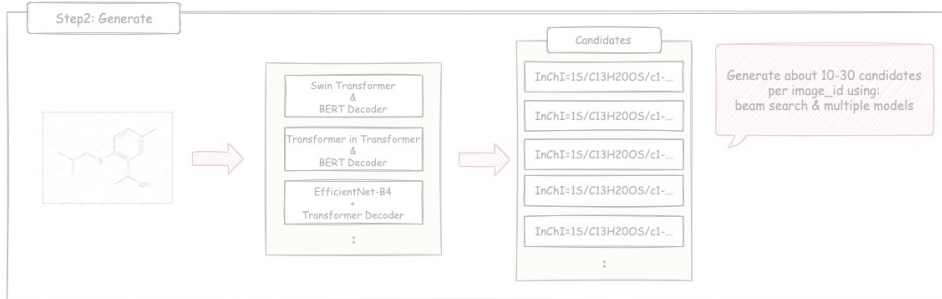 Step2: Generate
Candidates
Swin Transformer
&
BERT Decoder
Transformer in Transformer
&
BERT Decoder
EfficientNet-B4
+
Transformer Decoder
:
InChI=1S/C13H20OS/c1-...
InChI=1S/C13H20OS/c1-...
InChI=1S/C13H20OS/c1-...
InChI=1S/C13H20OS/c1-...
InChI=1S/C13H20OS/c1-...
:
Generate about 10-30 candidates
per image_id using:
beam search & multiple models